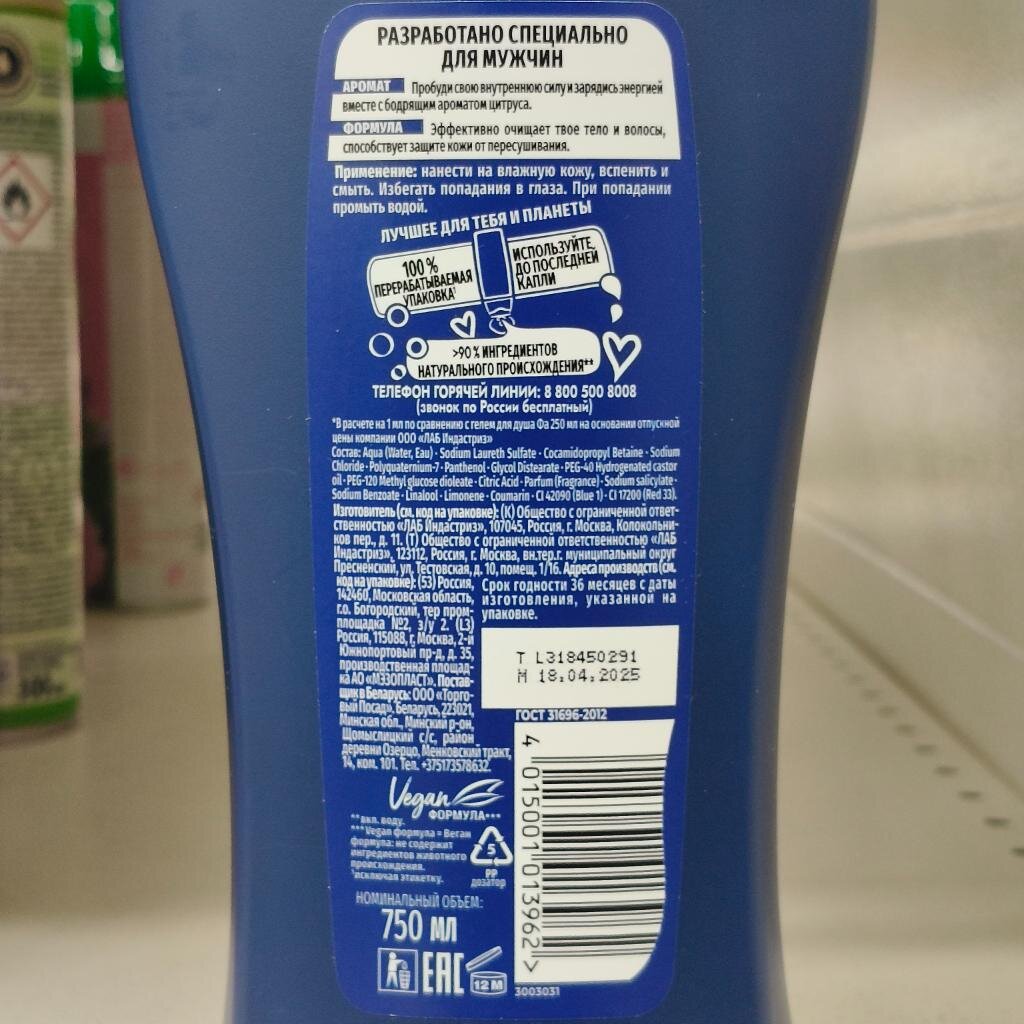 РАЗРАБОТАНО СПЕЦИАЛЬНО
ДЛЯ МУЖЧИН
АРОМАТ Пробуди свою внутреннюю силу и зарядись энергией
вместе с бодрящим ароматом цитруса.
ФОРМУЛА Эффективно очищает твое тело и волосы,
способствует защите кожи от пересушивания.
Применение: нанести на влажную кожу, вспенить и
смыть. Избегать попадания в глаза. При попадании
промыть водой.
ЛУЧШЕЕ ДЛЯ ТЕБЯ И ПЛАНЕТЫ
100 %
ПЕРЕРАБАТЫВАЕМАЯ
УПАКОВКА¹
ИСПОЛЬЗУЙТЕ,
ДО ПОСЛЕДНЕЙ
КАПЛИ
>90 % ИНГРЕДИЕНТОВ
НАТУРАЛЬНОГО ПРОИСХОЖДЕНИЯ**
ТЕЛЕФОН ГОРЯЧЕЙ ЛИНИИ: 8 800 500 8008
(звонок по России бесплатный)
*В расчете на 1 мл по сравнению с гелем для душа Фа 250 мл на основании отпускной
цены компании ООО «ЛАБ Индастриз»
Состав: Aqua (Water, Eau) · Sodium Laureth Sulfate · Cocamidopropyl Betaine · Sodium
Chloride · Polyquaternium-7 · Panthenol · Glycol Distearate · PEG-40 Hydrogenated castor
oil · PEG-120 Methyl glucose dioleate · Citric Acid · Parfum (Fragrance) · Sodium salicylate ·
Sodium Benzoate · Linalool · Limonene · Coumarin · CI 42090 (Blue 1) · CI 17200 (Red 33).
Изготовитель (см. код на упаковке): (К) Общество с ограниченной ответ-
ственностью «ЛАБ Индастриз», 107045, Россия, г. Москва, Колокольни-
ков пер., д. 11. (Т) Общество с ограниченной ответственностью «ЛАБ
Индастриз», 123112, Россия, г. Москва, вн.тер.г. муниципальный округ
Пресненский, ул. Тестовская, д. 10, помещ. 1/16. Адреса производств (см.
код на упаковке): (53) Россия,
142460, Московская область,
г.о. Богородский, тер пром-
площадка №2, з/у 2. (L3)
Россия, 115088, г. Москва, 2-й
Южнопортовый пр-д, д. 35,
производственная площад-
ка АО «МЭЗОПЛАСТ». Постав-
щик в Беларусь: ООО «Торго-
вый Посад». Беларусь, 223021,
Минская обл., Минский р-он,
Щомыслицкий с/с, район
деревни Озерцо, Менковский тракт,
14, ком. 101. Тел. +375173578632.
Срок годности 36 месяцев с даты
изготовления, указанной на
упаковке.
T L318450291
M 18.04.2025
ГОСТ 31696-2012
4 015001 013962 >
3003031
Vegan
ФОРМУЛА***
**вкл. воду.
***Vegan формула = Веган
формула: не содержит
ингредиентов животного
происхождения.
¹исключая этикетку.
5
PP
дозатор
НОМИНАЛЬНЫЙ ОБЪЕМ:
750 МЛ
EAC
12 M